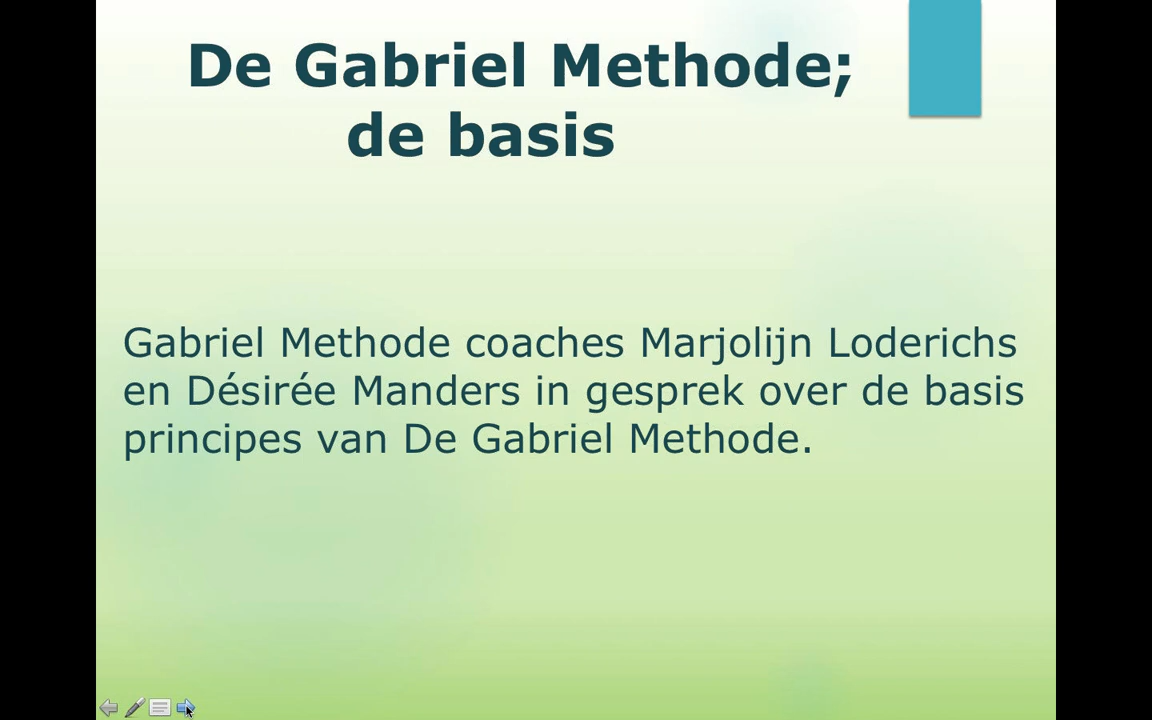 De Gabriel Methode;
de basis
Gabriel Methode coaches Marjolijn Loderichs
en Désirée Manders in gesprek over de basis
principes van De Gabriel Methode.